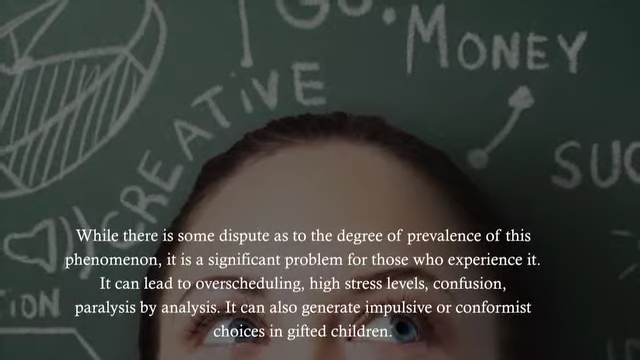 Go.
MONEY
CREATIVE
SUC
TION
While there is some dispute as to the degree of prevalence of this
phenomenon, it is a significant problem for those who experience it.
It can lead to overscheduling, high stress levels, confusion,
paralysis by analysis. It can also generate impulsive or conformist
choices in gifted children.